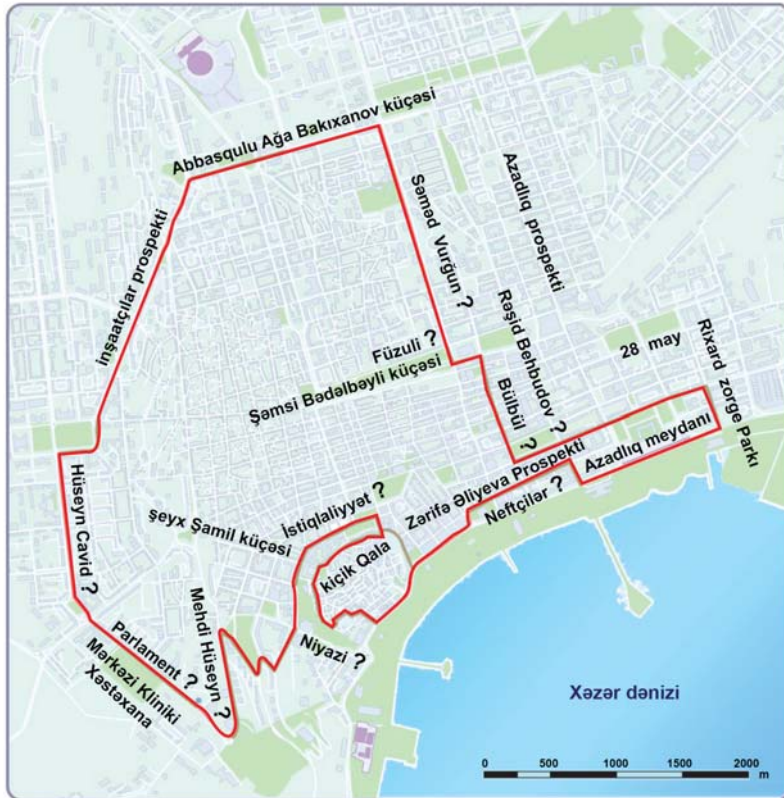 Abbasqulu Ağa Bakıxanov küçəsi
Azadlıq prospekti
Səməd Vurğun ?
inşaatçılar prospekti
Rəşid Behbudov ?
28 may
Rixard zorge Parkı
Füzuli ?
Şəmsi Bədəlbəyli küçəsi
Bülbül ?
Azadlıq meydanı
Zərifə Əliyeva Prospekti
Neftçilər ?
Hüseyn Cavid ?
İstiqlaliyyət ?
şeyx Şamil küçəsi
kiçik Qala
Mehdi Hüseyn ?
Niyazi ?
Parlament ?
Mərkəzi Kliniki
Xəstəxana
Xəzər dənizi
0 500 1000 1500 2000
m